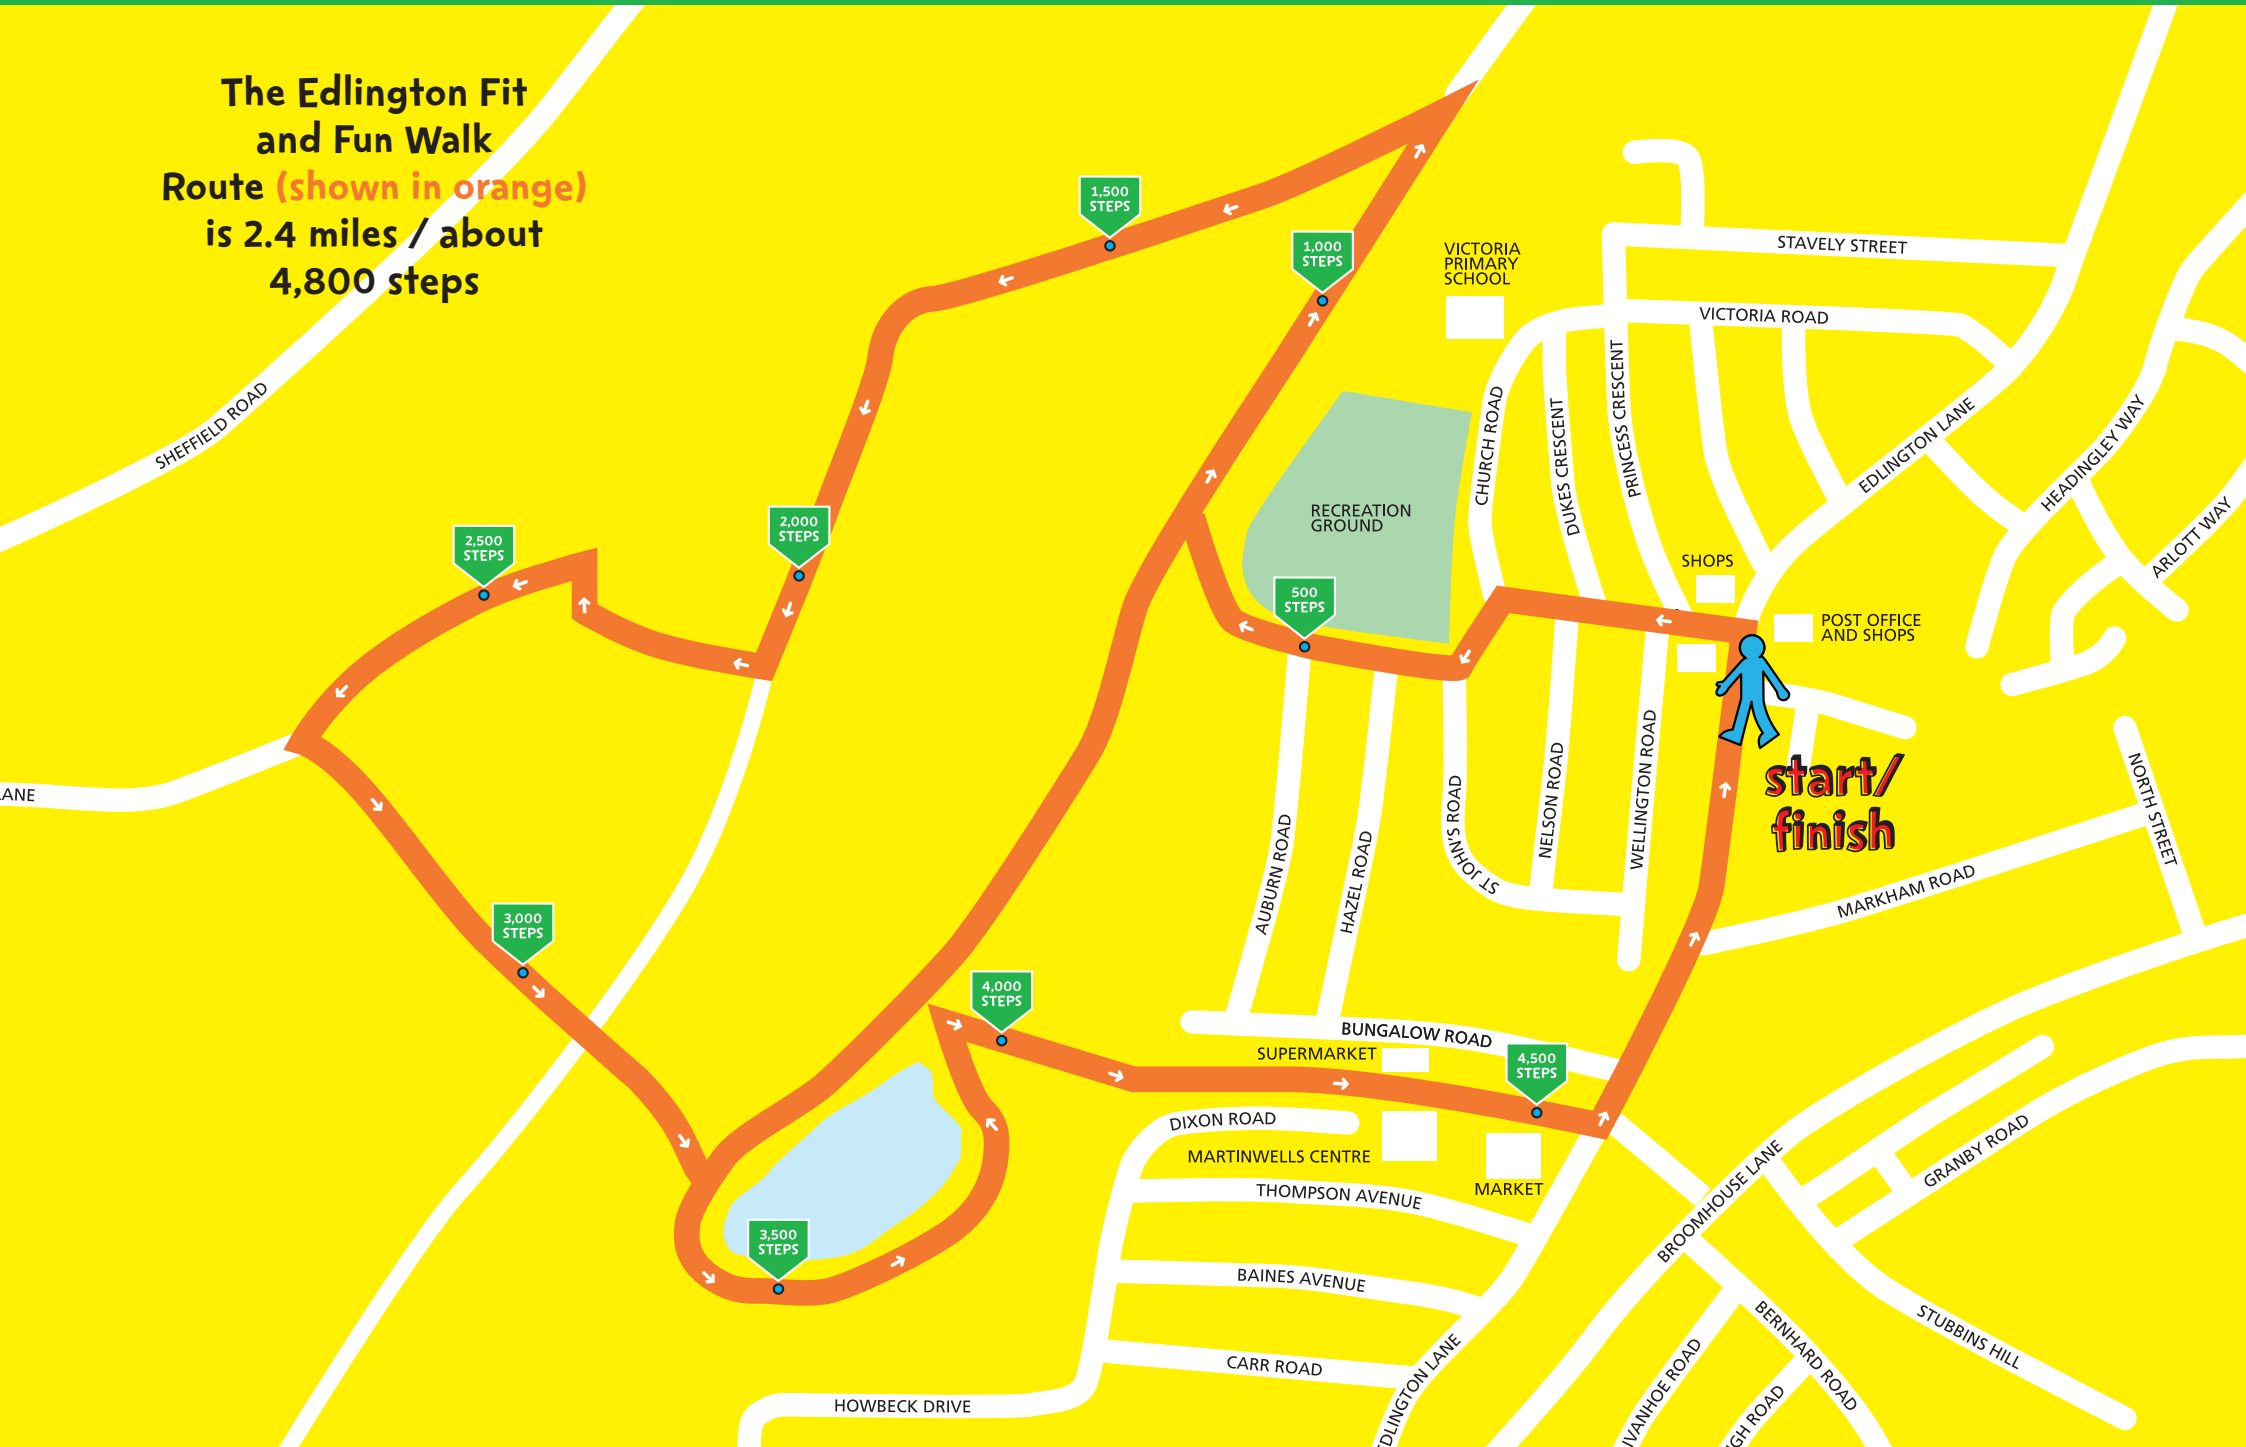 The Edlington Fit
and Fun Walk
Route (shown in orange)
is 2.4 miles / about
4,800 steps
SHEFFIELD ROAD
1,500
STEPS
1,000
STEPS
VICTORIA
PRIMARY
SCHOOL
STAVELY STREET
VICTORIA ROAD
CHURCH ROAD
DUKES CRESCENT
PRINCESS CRESCENT
EDLINGTON LANE
HEADINGLEY WAY
ARLOTT WAY
RECREATION
GROUND
2,500
STEPS
2,000
STEPS
500
STEPS
SHOPS
POST OFFICE
AND SHOPS
LANE
start/
finish
NORTH STREET
MARKHAM ROAD
AUBURN ROAD
HAZEL ROAD
ST JOHN'S ROAD
NELSON ROAD
WELLINGTON ROAD
3,000
STEPS
4,000
STEPS
BUNGALOW ROAD
SUPERMARKET
4,500
STEPS
DIXON ROAD
MARTINWELLS CENTRE
MARKET
THOMPSON AVENUE
3,500
STEPS
BAINES AVENUE
CARR ROAD
HOWBECK DRIVE
EDLINGTON LANE
BROOMHOUSE LANE
GRANBY ROAD
STUBBINS HILL
BERNHARD ROAD
IVANHOE ROAD
GH ROAD